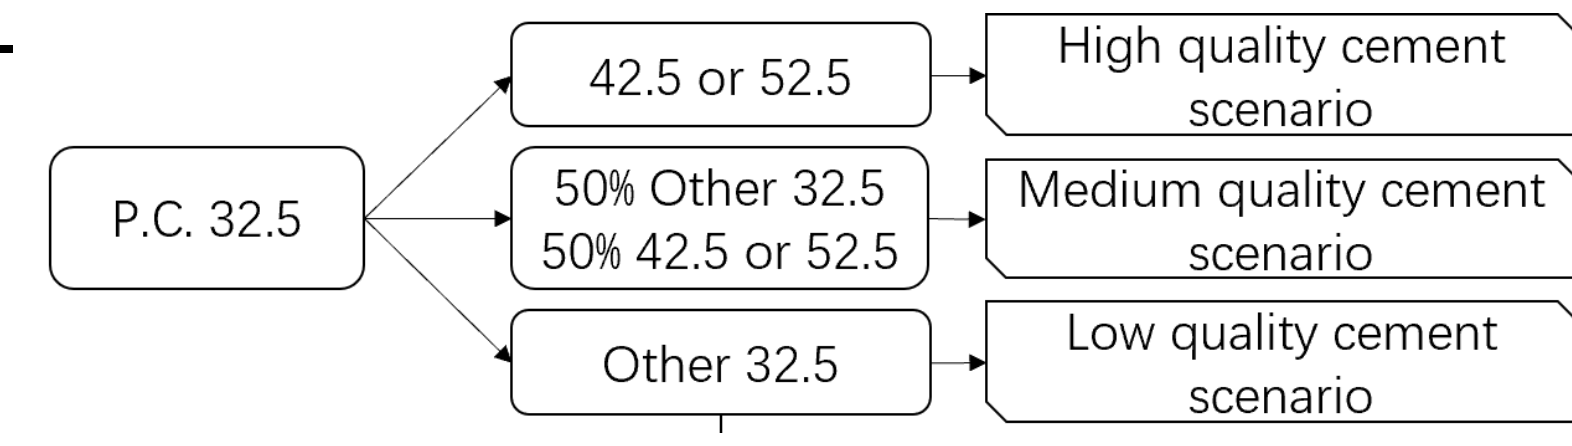 P.C. 32.5
42.5 or 52.5
High quality cement
scenario
50% Other 32.5
50% 42.5 or 52.5
Medium quality cement
scenario
Other 32.5
Low quality cement
scenario